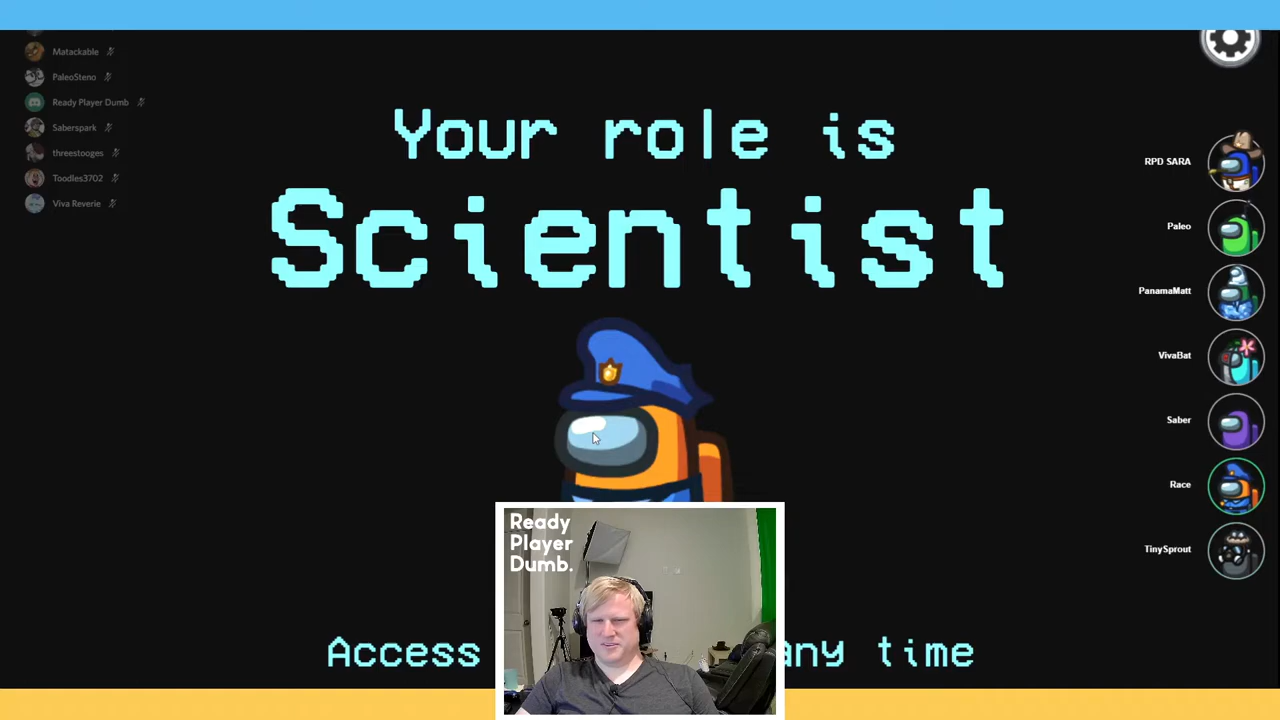 Matackable
PaleoSteno
Ready Player Dumb
Saberspark
threestooges
Toodles3702
Viva Reverie
Your role is
Scientist
Access
any time
Ready
Player
Dumb.
RPD SARA
Paleo
PanamaMatt
VivaBat
Saber
Race
TinySprout